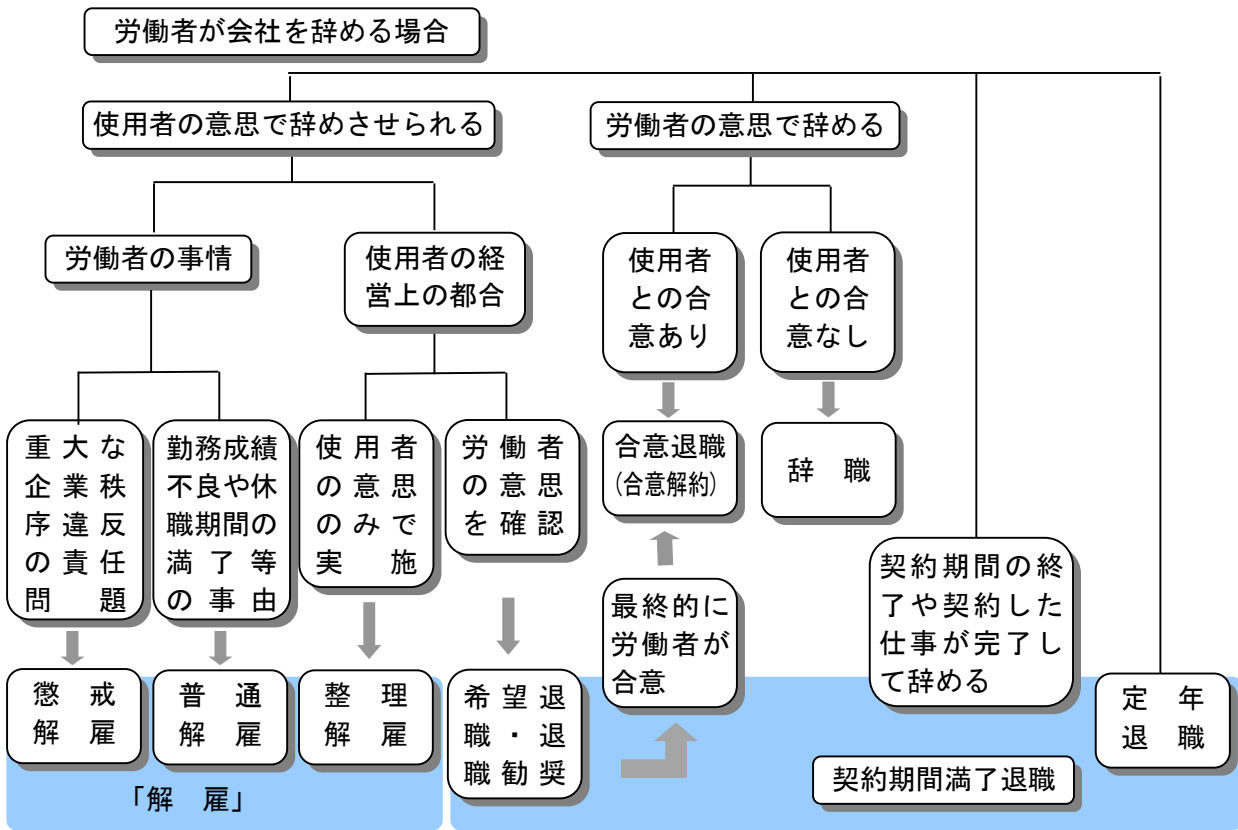 労働者が会社を辞める場合
使用者の意思で辞めさせられる
労働者の意思で辞める
労働者の事情
使用者の経
営上の都合
使用者
との合
意あり
使用者
との合
意なし
重大な
企業秩
序違反
の責任
問題
勤務成績
不良や休
職期間の
満了等
の事由
使用者
の意思
のみで
実施
労働者
の意思
を確認
合意退職
(合意解約)
辞職
契約期間の終
了や契約した
仕事が完了し
て辞める
最終的に
労働者が
合意
懲戒
解雇
普通
解雇
整理
解雇
希望退
職・退
職勧奨
定年
退職
契約期間満了退職
「解雇」